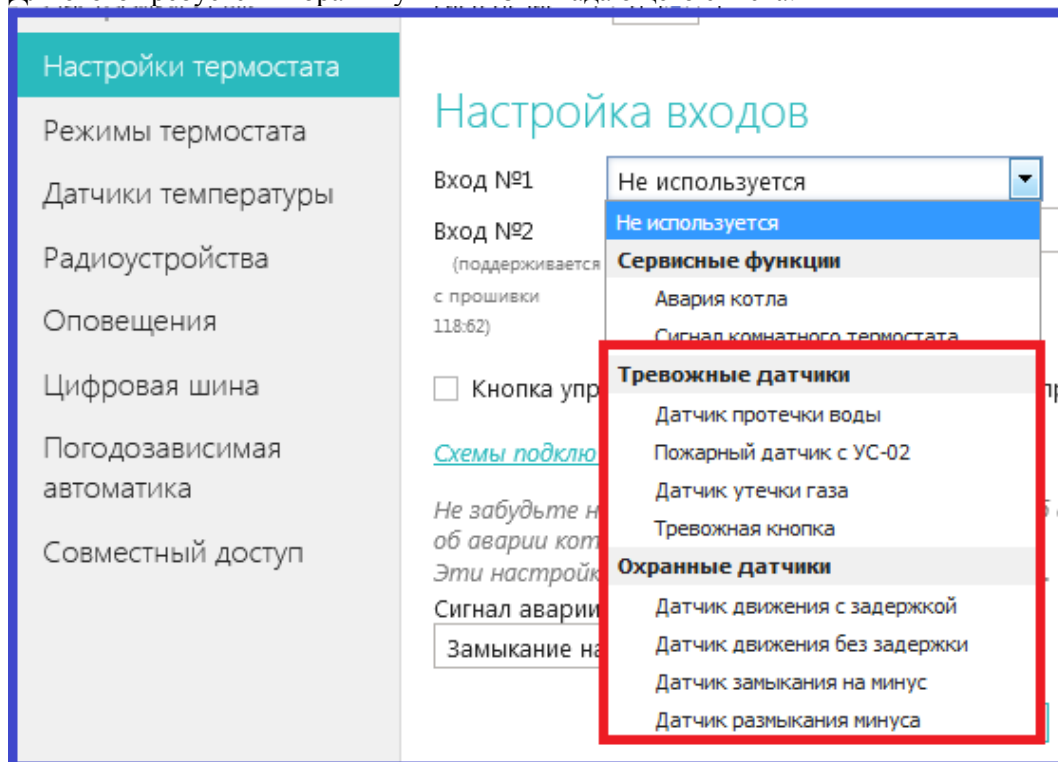 Настройки термостата
Режимы термостата
Датчики температуры
Радиоустройства
Оповещения
Цифровая шина
Погодозависимая
автоматика
Совместный доступ
Настройка входов
Вход №1
Не используется
Вход №2
(поддерживается
с прошивки
118:62)
Не используется
Сервисные функции
Авария котла
Сигнал комнатного термостата
Тревожные датчики
Датчик протечки воды
Пожарный датчик с УС-02
Датчик утечки газа
Тревожная кнопка
Охранные датчики
Датчик движения с задержкой
Датчик движения без задержки
Датчик замыкания на минус
Датчик размыкания минуса
Кнопка упр
Схемы подклю
Не забудьте н
об аварии кот
Эти настройк
Сигнал аварии
Замыкание на